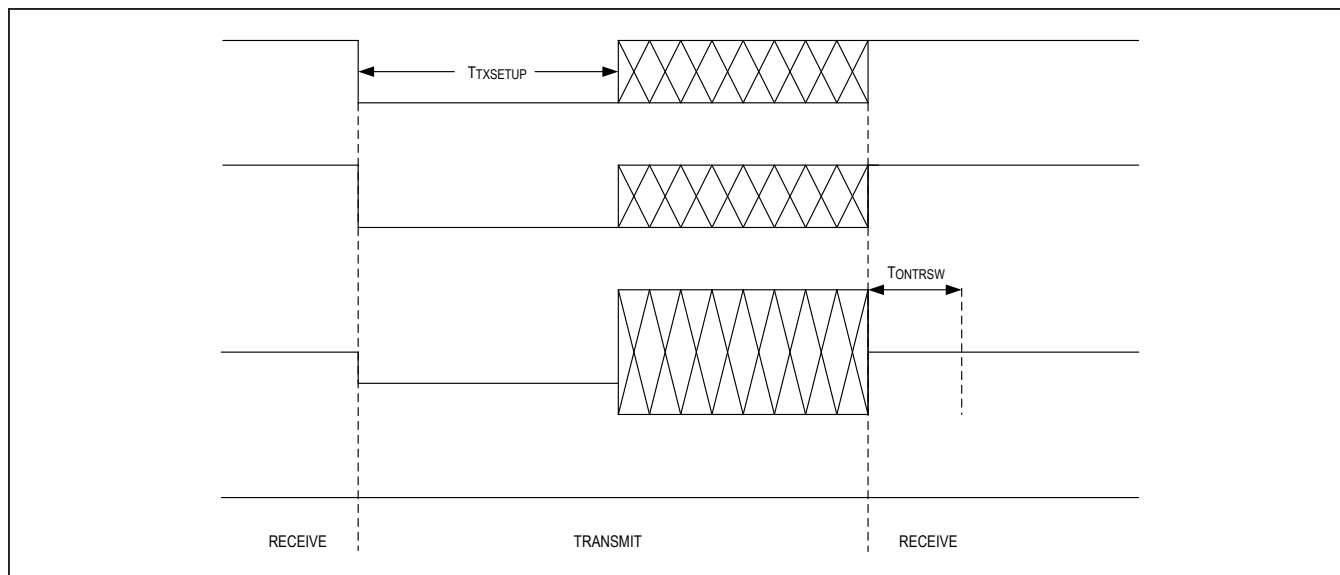 TTXSETUP
TONTRSW
RECEIVE
TRANSMIT
RECEIVE